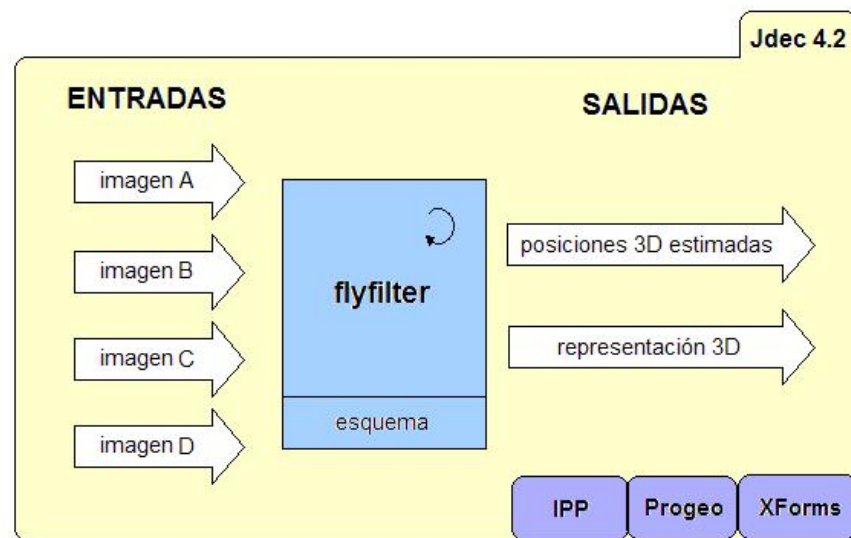 Jdec 4.2
ENTRADAS
SALIDAS
imagen A
imagen B
imagen C
imagen D
flyfilter
esquema
posiciones 3D estimadas
representación 3D
IPP
Progeo
XForms